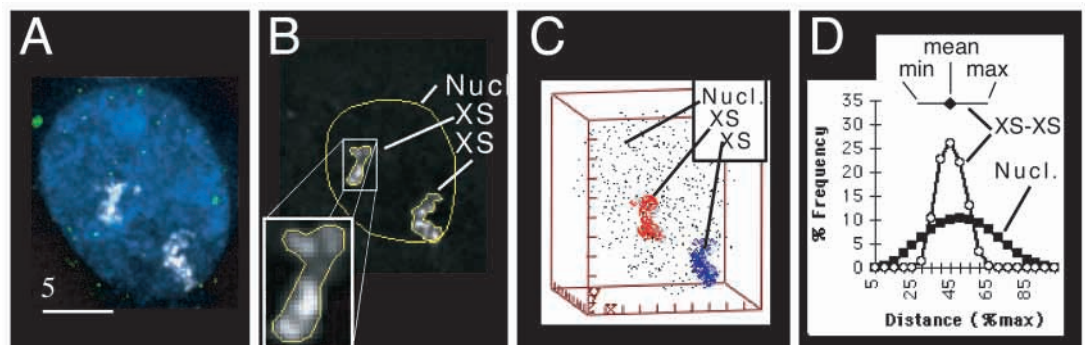 A
5
B
Nucl
XS
XS
C
Nucl.
XS
XS
D
mean
min
max
XS-XS
Nucl.
% Frequency
35
30
25
20
15
10
5
0
5
25
45
65
85
Distance (%max)